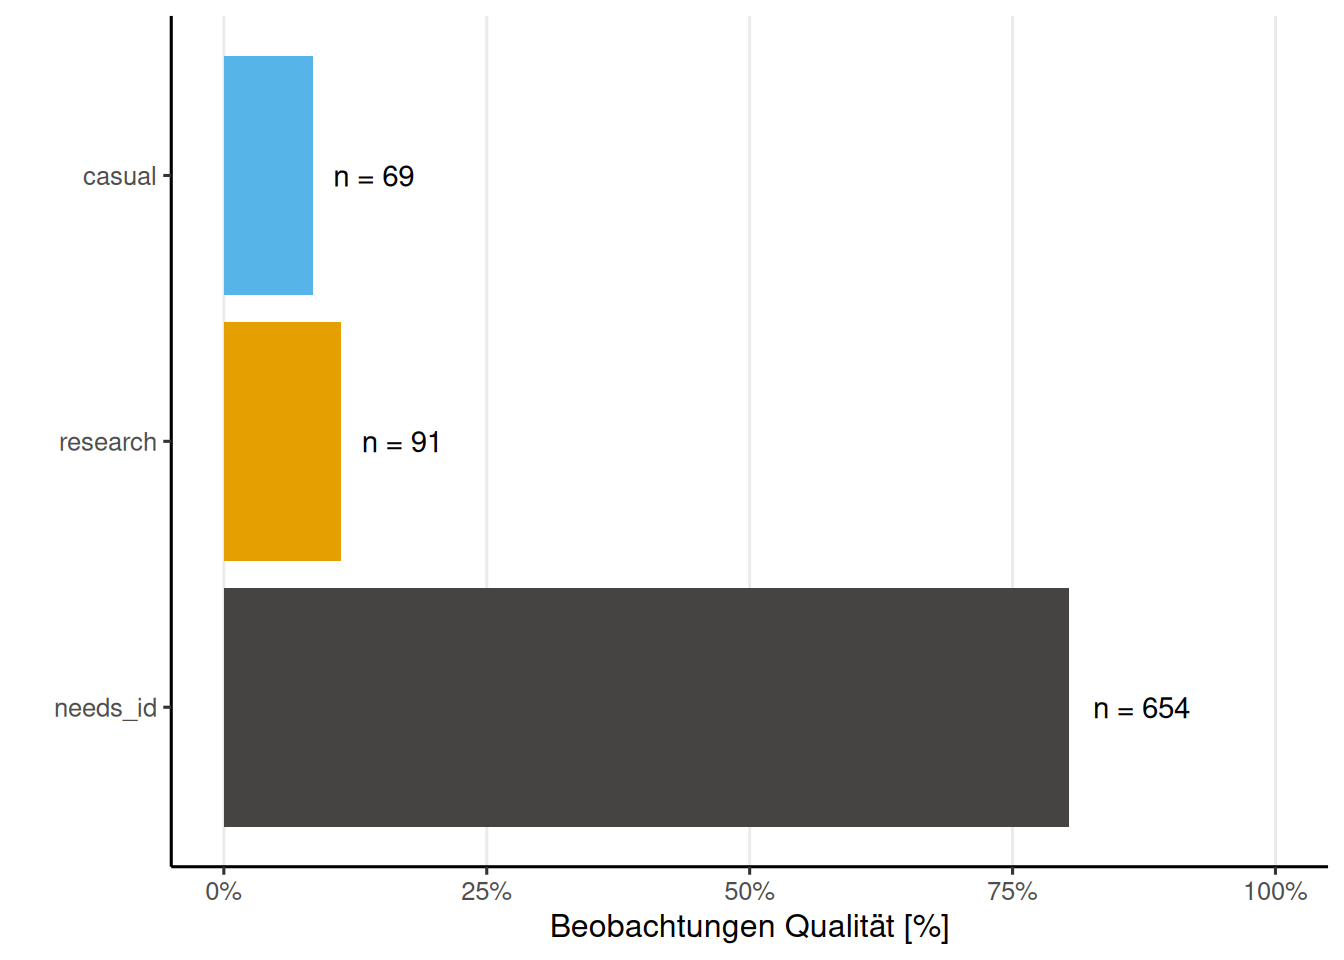 casual
n = 69
research
n = 91
needs_id
n = 654
0% 25% 50% 75% 100%
Beobachtungen Qualität [%]